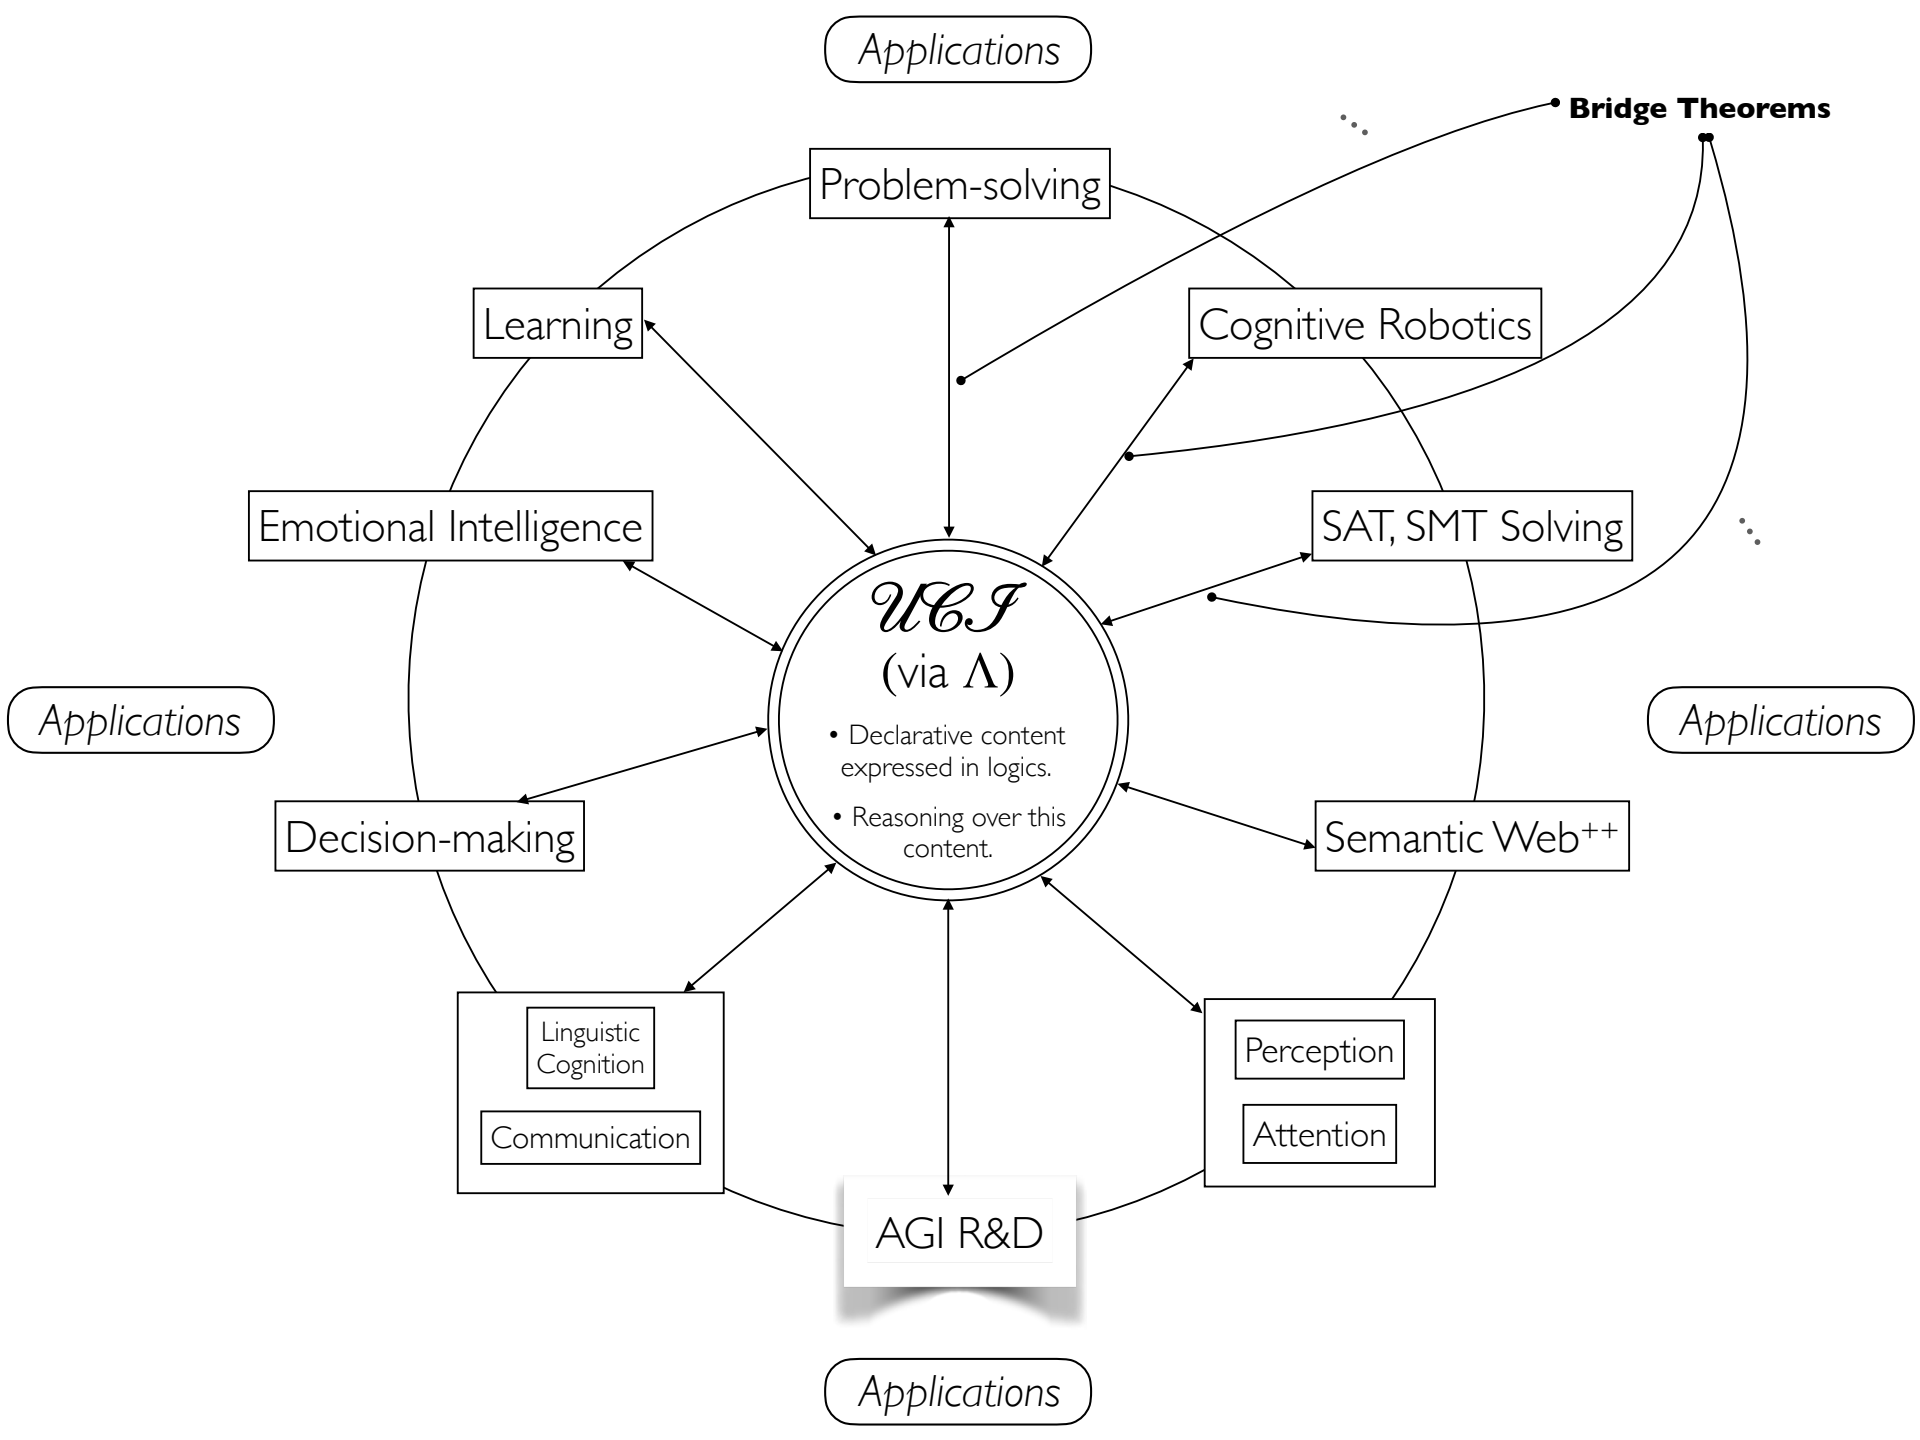 Applications
Bridge Theorems
Problem-solving
Learning
Cognitive Robotics
Emotional Intelligence
SAT, SMT Solving
𝒰𝒞ℐ
(via Λ)
• Declarative content
expressed in logics.
• Reasoning over this
content.
Applications
Applications
Decision-making
Semantic Web⁺⁺
Linguistic
Cognition
Communication
Perception
Attention
AGI R&D
Applications